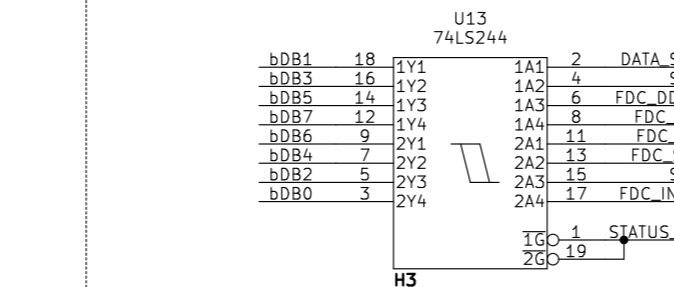 U13
74LS244
bDB1 18 1Y1 1A1 2 DATA_S
bDB3 16 1Y2 1A2 4 S
bDB5 14 1Y3 1A3 6 FDC_DD
bDB7 12 1Y4 1A4 8 FDC_
bDB6 9 2Y1 2A1 11 FDC_
bDB4 7 2Y2 2A2 13 FDC_S
bDB2 5 2Y3 2A3 15 S
bDB0 3 2Y4 2A4 17 FDC_IN
1G 1 STATUS_
2G 19
H3